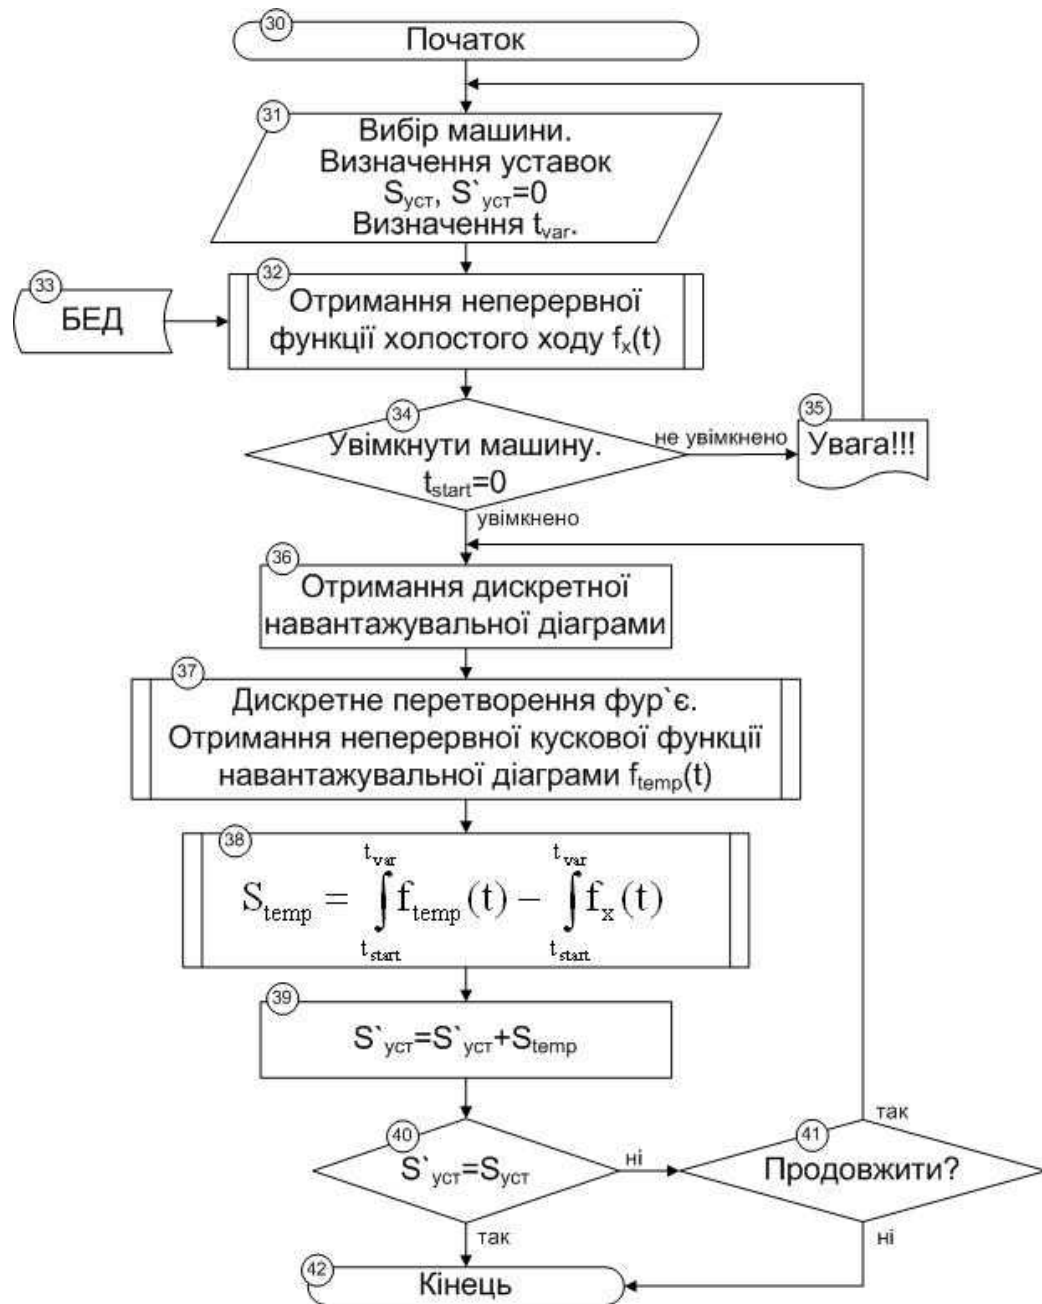 30
Початок
31
Вибір машини.
Визначення уставок
Sуст, S`уст=0
Визначення tvar.
32
Отримання неперервної
функції холостого ходу fx(t)
33
БЕД
34
Увімкнути машину.
tstart=0
не увімкнено
35
Увага!!!
увімкнено
36
Отримання дискретної
навантажувальної діаграми
37
Дискретне перетворення фур`є.
Отримання неперервної кускової функції
навантажувальної діаграми ftemp(t)
38
tvar tvar
Stemp = ∫ftemp(t) − ∫fx(t)
tstart tstart
39
S`уст=S`уст+Stemp
40
S`уст=Sуст
ні
41
Продовжити?
так
так
ні
42
Кінець